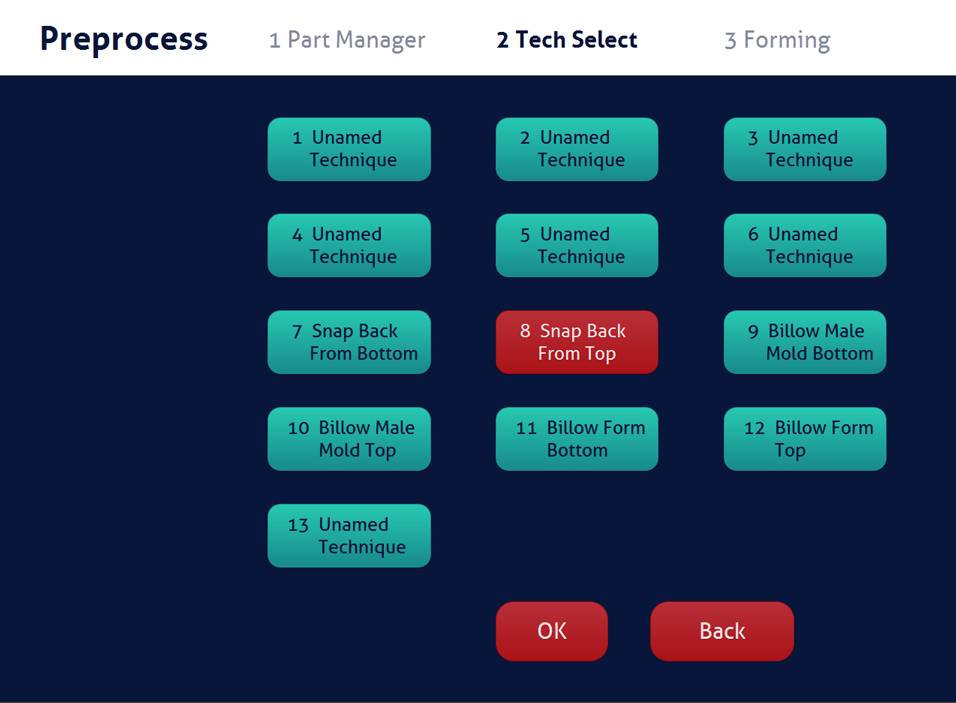 Preprocess 1 Part Manager 2 Tech Select 3 Forming
1 Unamed
Technique
2 Unamed
Technique
3 Unamed
Technique
4 Unamed
Technique
5 Unamed
Technique
6 Unamed
Technique
7 Snap Back
From Bottom
8 Snap Back
From Top
9 Billow Male
Mold Bottom
10 Billow Male
Mold Top
11 Billow Form
Bottom
12 Billow Form
Top
13 Unamed
Technique
OK
Back